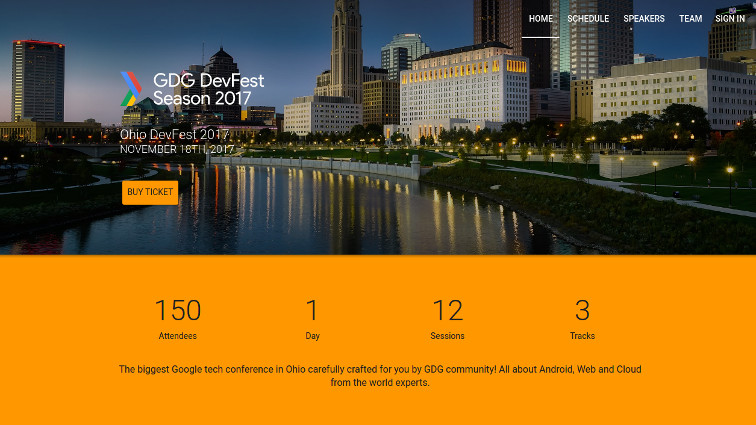 HOME SCHEDULE SPEAKERS TEAM SIGN IN
GDG DevFest
Season 2017
Ohio DevFest 2017
NOVEMBER 18TH, 2017
BUY TICKET
150 1 12 3
Attendees Day Sessions Tracks
The biggest Google tech conference in Ohio carefully crafted for you by GDG community! All about Android, Web and Cloud
from the world experts.